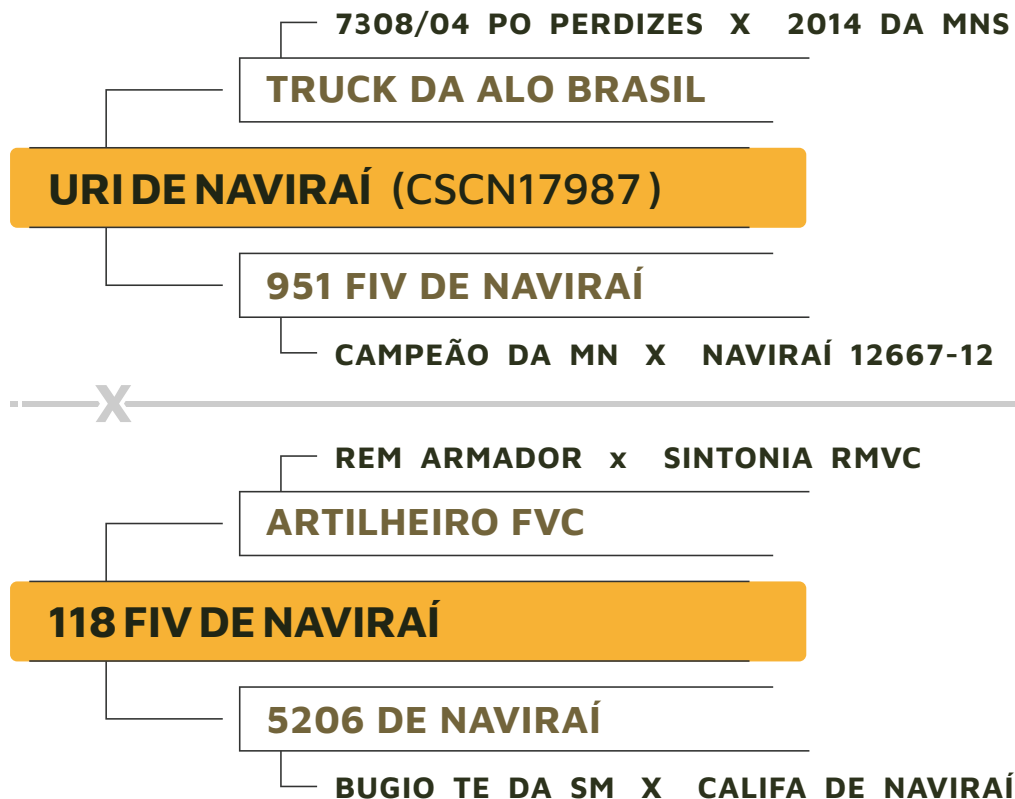 7308/04 PO PERDIZES X 2014 DA MNS
TRUCK DA ALO BRASIL
URI DE NAVIRAÍ (CSCN17987)
951 FIV DE NAVIRAÍ
CAMPEÃO DA MN X NAVIRAÍ 12667-12
X
REM ARMADOR x SINTONIA RMVC
ARTILHEIRO FVC
118 FIV DE NAVIRAÍ
5206 DE NAVIRAÍ
BUGIO TE DA SM X CALIFA DE NAVIRAÍ